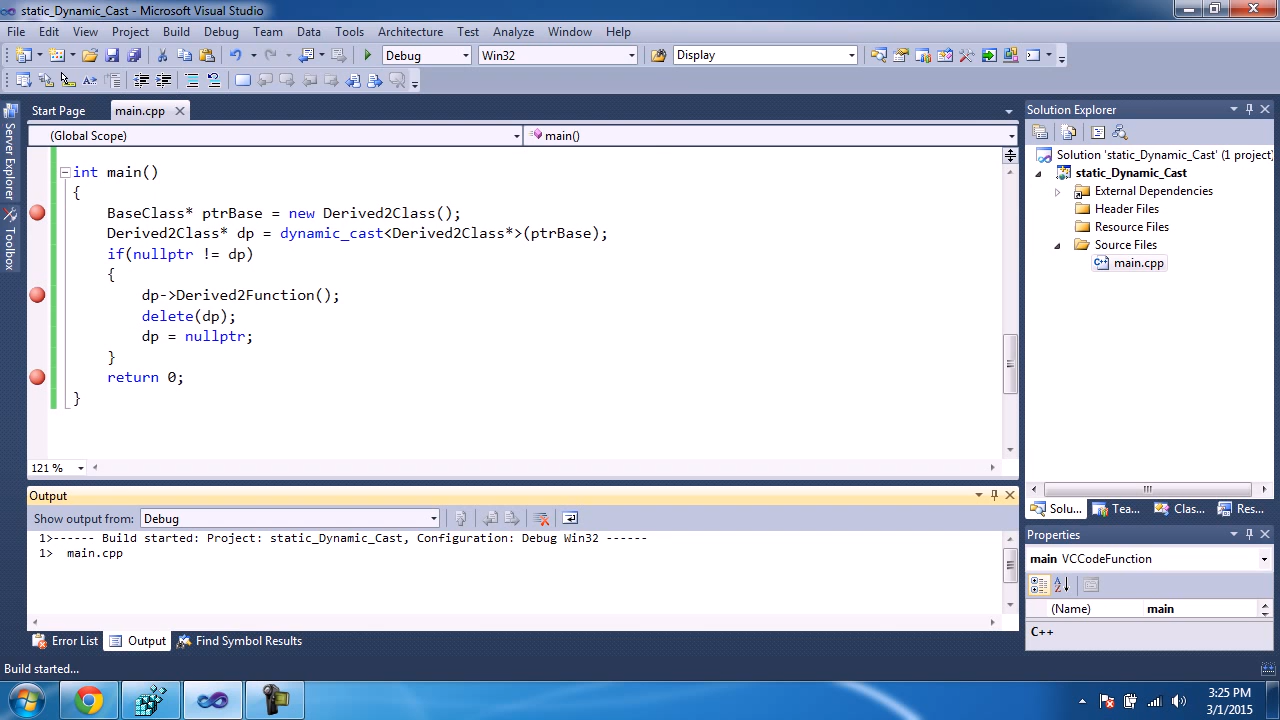 static_Dynamic_Cast - Microsoft Visual Studio
File Edit View Project Build Debug Team Data Tools Architecture Test Analyze Window Help
Debug Win32 Display
Start Page main.cpp
Server Explorer
Toolbox
(Global Scope) main()
int main()
{
BaseClass* ptrBase = new Derived2Class();
Derived2Class* dp = dynamic_cast<Derived2Class*>(ptrBase);
if(nullptr != dp)
{
dp->Derived2Function();
delete(dp);
dp = nullptr;
}
return 0;
}
121 %
Output
Show output from: Debug
1>------ Build started: Project: static_Dynamic_Cast, Configuration: Debug Win32 ------
1> main.cpp
Error List Output Find Symbol Results
Solution Explorer
Solution 'static_Dynamic_Cast' (1 project)
static_Dynamic_Cast
External Dependencies
Header Files
Resource Files
Source Files
main.cpp
Solu... Tea... Clas... Res...
Properties
main VCCodeFunction
(Name) main
C++
Build started...
3:25 PM
3/1/2015